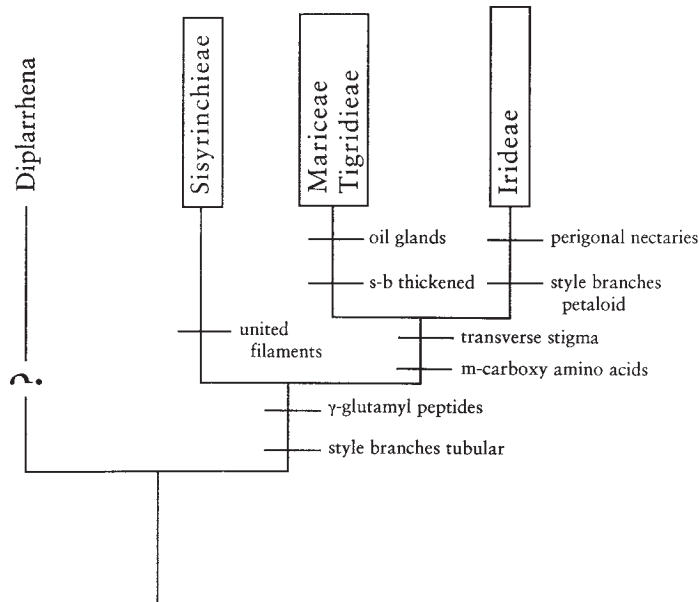 Diplarrhena
?
Sisyrinchieae
Mariceae
Tigridieae
Irideae
oil glands
perigonal nectaries
s-b thickened
style branches
petaloid
united
filaments
transverse stigma
m-carboxy amino acids
γ-glutamyl peptides
style branches tubular